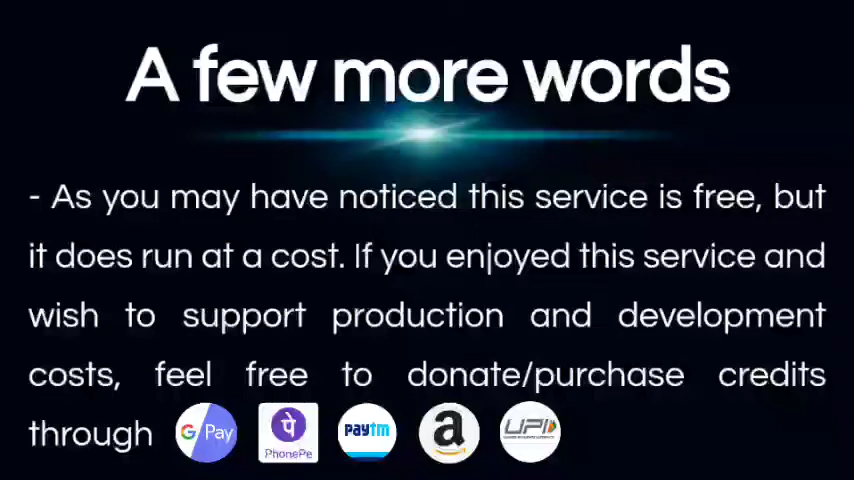 A few more words
- As you may have noticed this service is free, but
it does run at a cost. If you enjoyed this service and
wish to support production and development
costs, feel free to donate/purchase credits
through G Pay पे PhonePe paytm a UPI